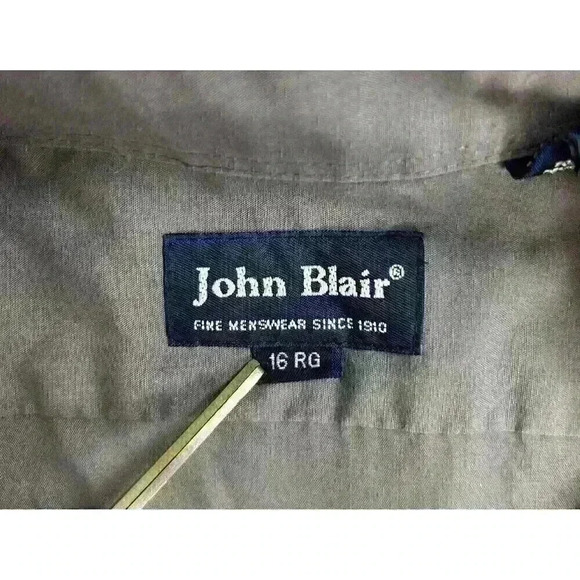 John Blair®
FINE MENSWEAR SINCE 1910
16 RG